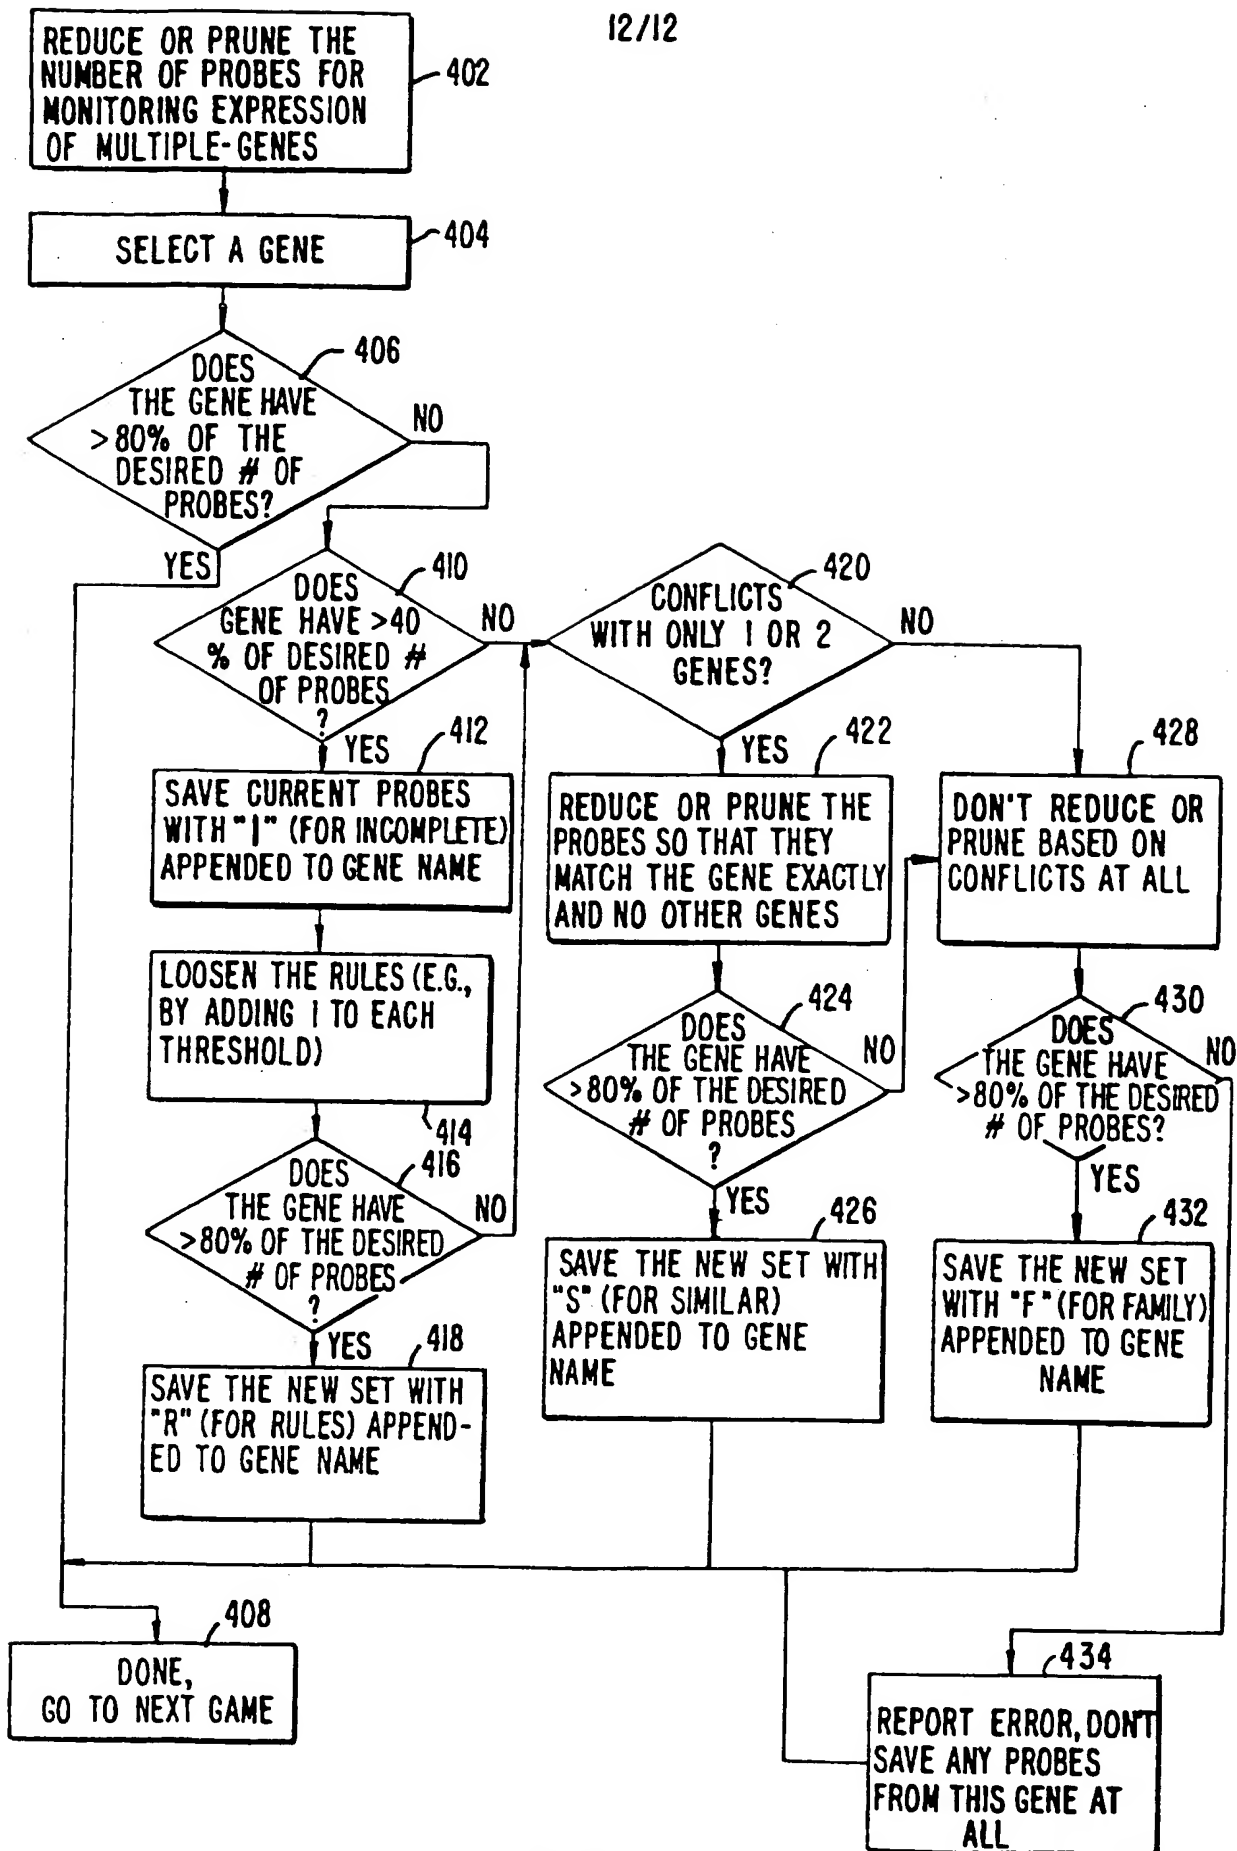 12/12
REDUCE OR PRUNE THE
NUMBER OF PROBES FOR
MONITORING EXPRESSION
OF MULTIPLE-GENES
402
SELECT A GENE
404
DOES
THE GENE HAVE
>80% OF THE
DESIRED # OF
PROBES?
406
NO
YES
DOES
GENE HAVE >40
% OF DESIRED #
OF PROBES
?
410
NO
YES
CONFLICTS
WITH ONLY 1 OR 2
GENES?
420
NO
YES
SAVE CURRENT PROBES
WITH "I" (FOR INCOMPLETE)
APPENDED TO GENE NAME
412
REDUCE OR PRUNE THE
PROBES SO THAT THEY
MATCH THE GENE EXACTLY
AND NO OTHER GENES
422
DON'T REDUCE OR
PRUNE BASED ON
CONFLICTS AT ALL
428
LOOSEN THE RULES (E.G.,
BY ADDING 1 TO EACH
THRESHOLD)
414
DOES
THE GENE HAVE
>80% OF THE DESIRED
# OF PROBES
?
424
NO
YES
DOES
THE GENE HAVE
>80% OF THE DESIRED
# OF PROBES?
430
NO
YES
DOES
THE GENE HAVE
>80% OF THE DESIRED
# OF PROBES
?
416
NO
YES
SAVE THE NEW SET WITH
"S" (FOR SIMILAR)
APPENDED TO GENE
NAME
426
SAVE THE NEW SET
WITH "F" (FOR FAMILY)
APPENDED TO GENE
NAME
432
SAVE THE NEW SET WITH
"R" (FOR RULES) APPEND-
ED TO GENE NAME
418
DONE,
GO TO NEXT GAME
408
REPORT ERROR, DON'T
SAVE ANY PROBES
FROM THIS GENE AT
ALL
434